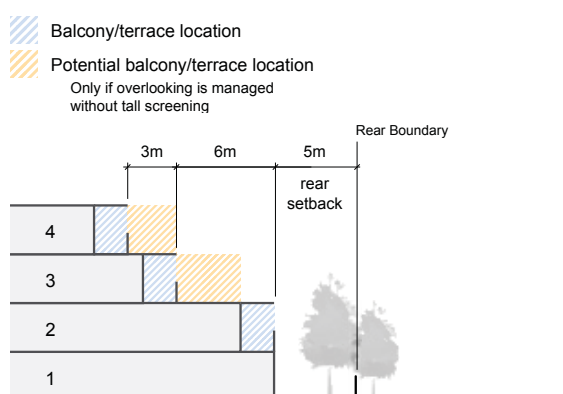 Balcony/terrace location
Potential balcony/terrace location
Only if overlooking is managed
without tall screening
Rear Boundary
3m 6m 5m
rear
setback
4
3
2
1